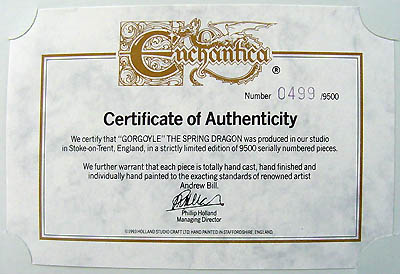 Enchantica ®
Number 0499 /9500
Certificate of Authenticity
We certify that "GORGOYLE" THE SPRING DRAGON was produced in our studio
in Stoke-on-Trent, England, in a strictly limited edition of 9500 serially numbered pieces.
We further warrant that each piece is totally hand cast, hand finished and
individually hand painted to the exacting standards of renowned artist
Andrew Bill.
Phillip Holland
Managing Director
©1993 HOLLAND STUDIO CRAFT LTD. HAND PAINTED IN STAFFORDSHIRE, ENGLAND.